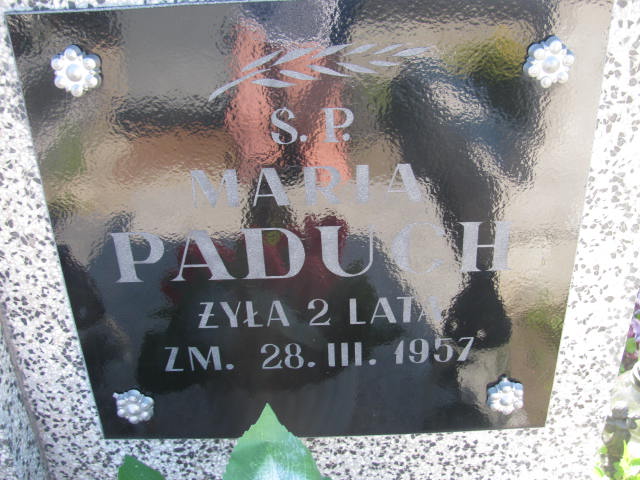 Ś.P.
MARIA
PADUCH
ŻYŁA 2 LATA
ZM. 28. III. 1957